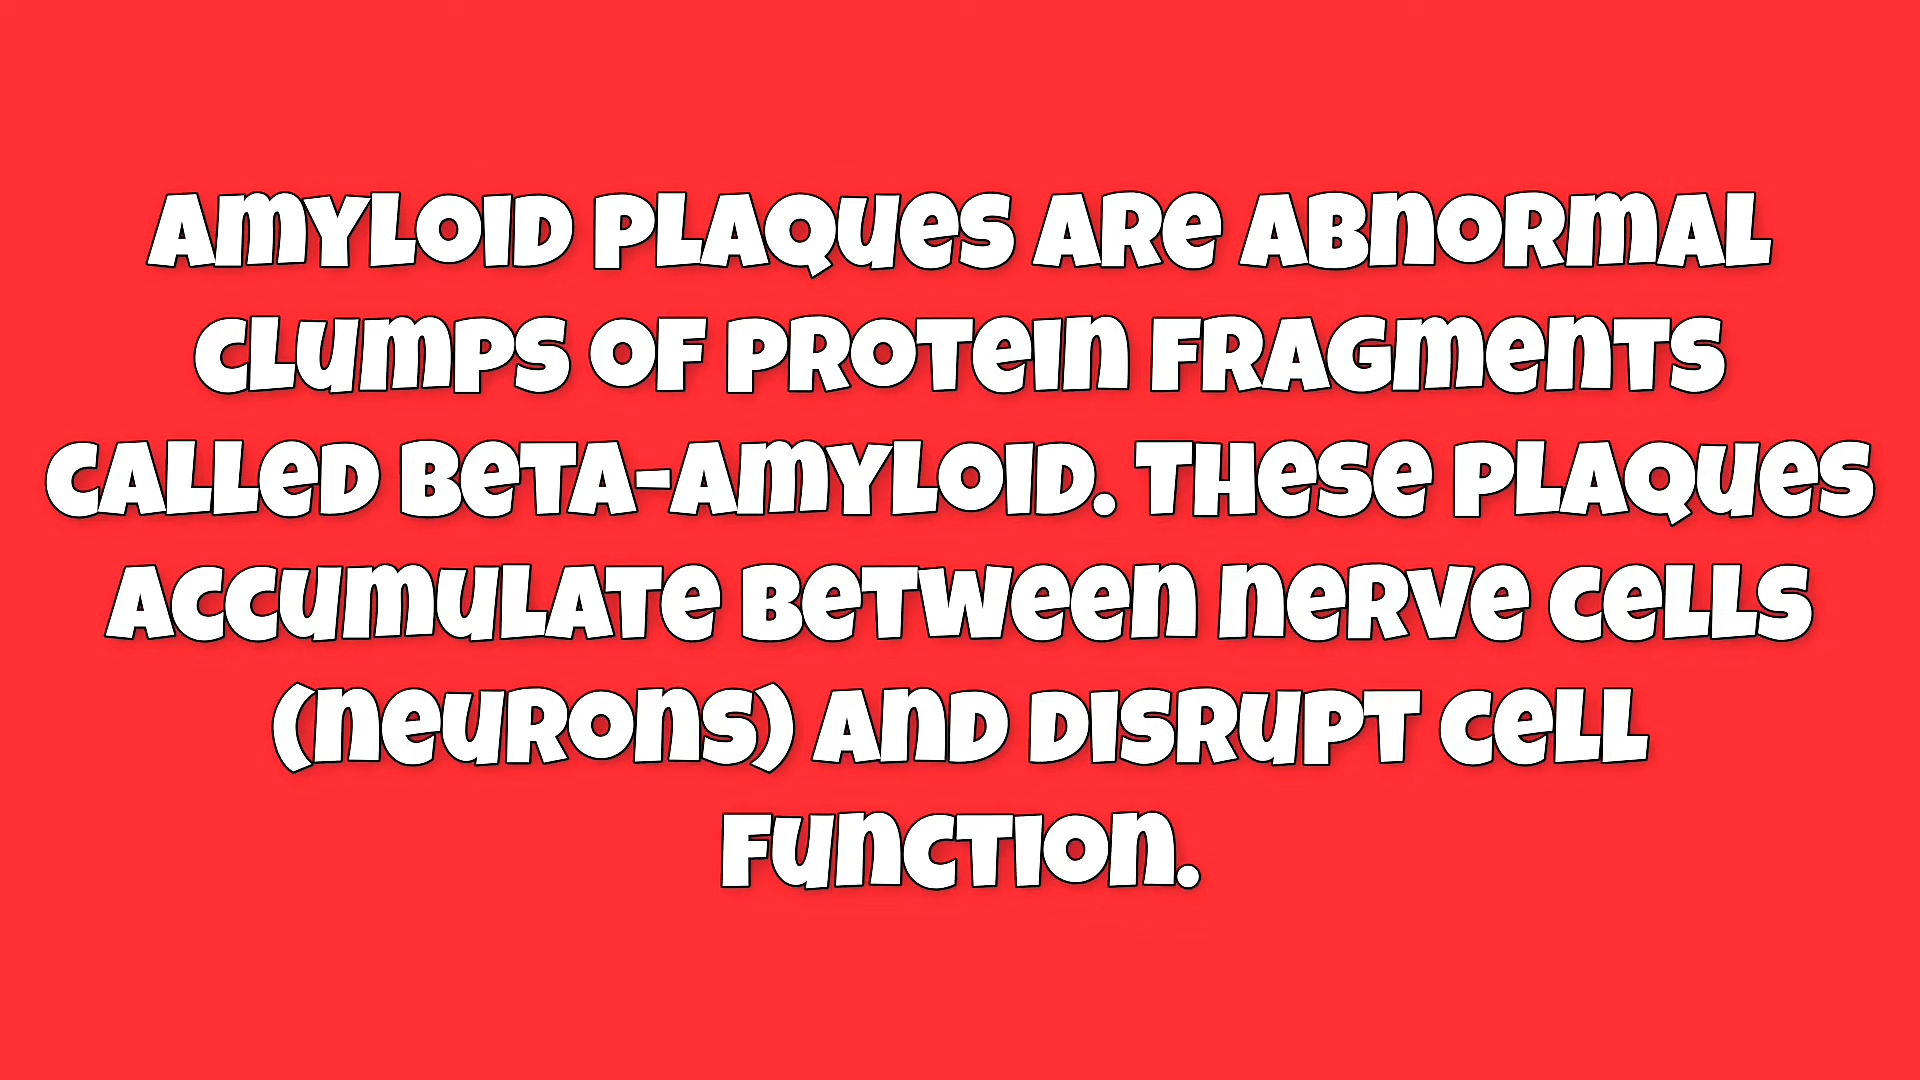 Amyloid plaques are abnormal
clumps of protein fragments
called beta-amyloid. These plaques
accumulate between nerve cells
(neurons) and disrupt cell
function.